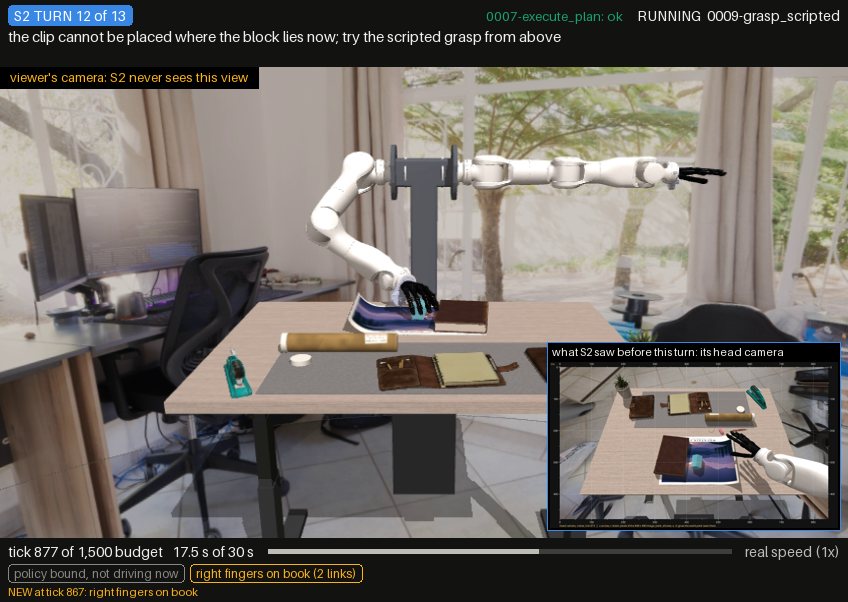 S2 TURN 12 of 13
0007-execute_plan: ok
RUNNING 0009-grasp_scripted
the clip cannot be placed where the block lies now; try the scripted grasp from above
viewer's camera: S2 never sees this view
what S2 saw before this turn: its head camera
tick 877 of 1,500 budget 17.5 s of 30 s
real speed (1x)
policy bound, not driving now
right fingers on book (2 links)
NEW at tick 867: right fingers on book